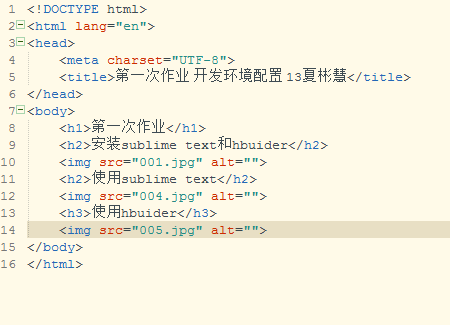 1 <!DOCTYPE html>
2 <html lang="en">
3 <head>
4 <meta charset="UTF-8">
5 <title>第一次作业 开发环境配置 13夏彬慧</title>
6 </head>
7 <body>
8 <h1>第一次作业</h1>
9 <h2>安装sublime text和hbuider</h2>
10 <img src="001.jpg" alt="">
11 <h2>使用sublime text</h2>
12 <img src="004.jpg" alt="">
13 <h3>使用hbuider</h3>
14 <img src="005.jpg" alt="">
15 </body>
16 </html>